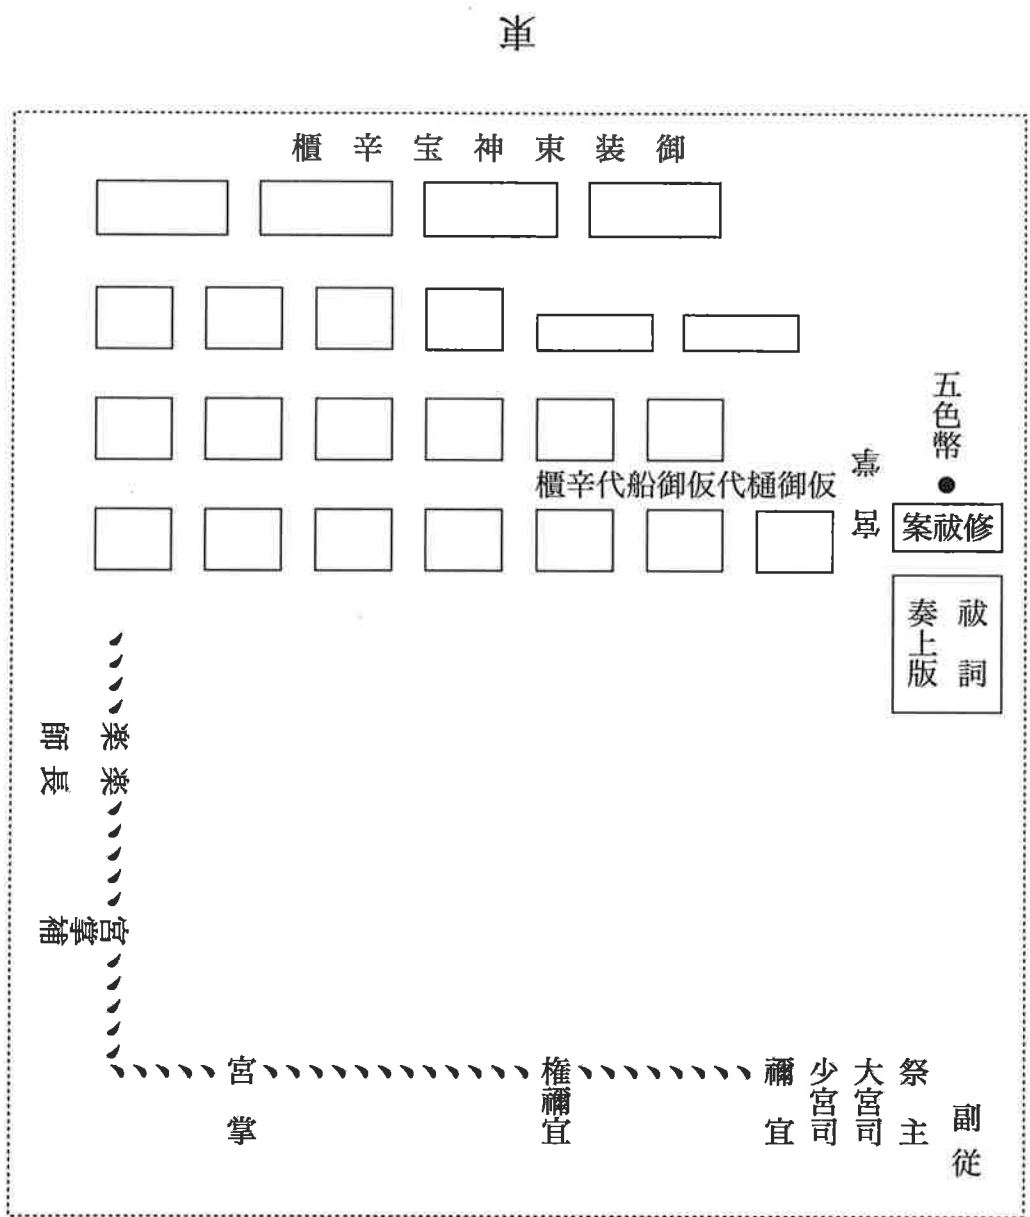 東
御装束神宝辛櫃
五色幣
仮御樋代仮御船代辛櫃
宮掌
修祓案
祓詞
奏上版
楽師
楽長
宮掌補
副従
祭主
大宮司
少宮司
禰宜
権禰宜
宮掌